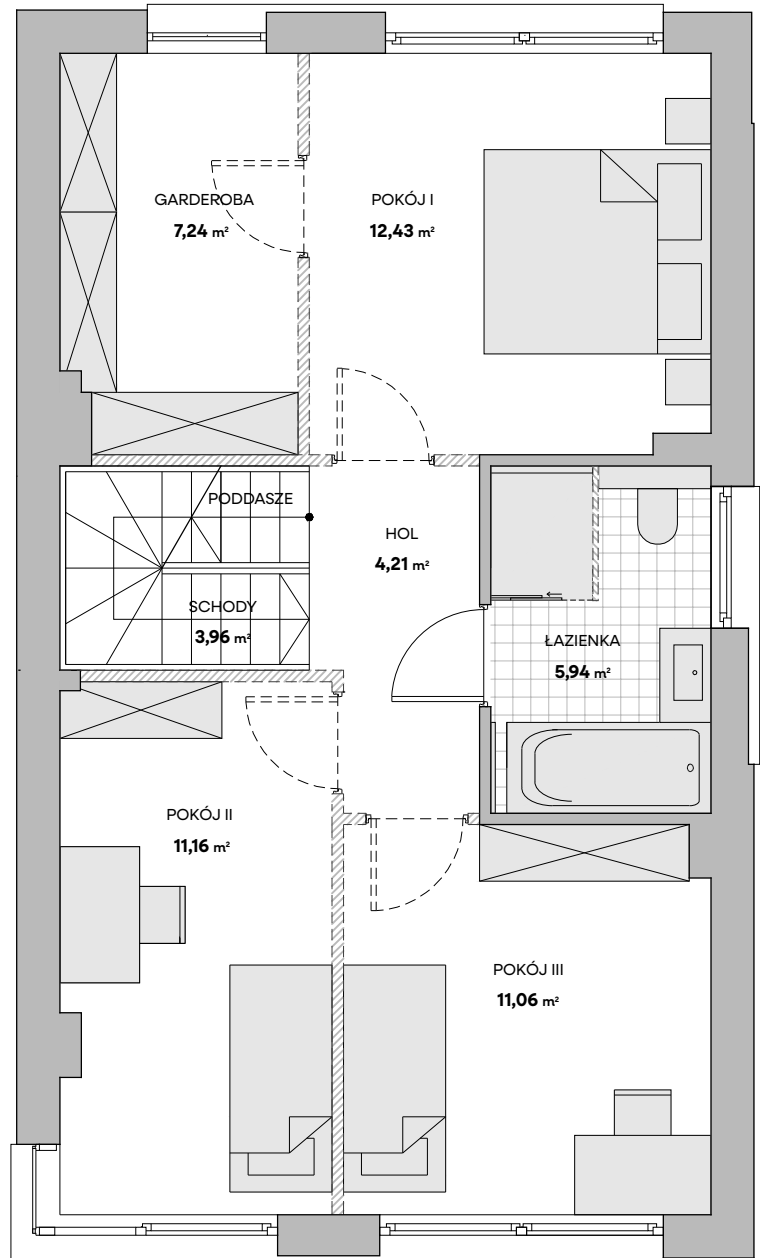 GARDEROBA
7,24 m²
POKÓJ I
12,43 m²
PODDASZE
HOL
4,21 m²
SCHODY
3,96 m²
ŁAZIENKA
5,94 m²
POKÓJ II
11,16 m²
POKÓJ III
11,06 m²